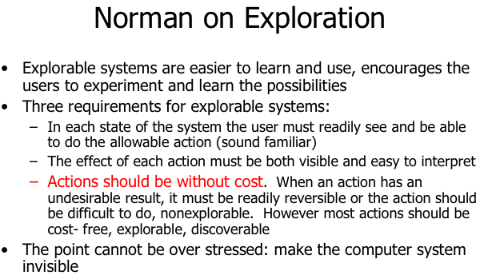 Norman on Exploration
• Explorable systems are easier to learn and use, encourages the
users to experiment and learn the possibilities
• Three requirements for explorable systems:
– In each state of the system the user must readily see and be able
to do the allowable action (sound familiar)
– The effect of each action must be both visible and easy to interpret
– Actions should be without cost. When an action has an
undesirable result, it must be readily reversible or the action should
be difficult to do, nonexplorable. However most actions should be
cost- free, explorable, discoverable
• The point cannot be over stressed: make the computer system
invisible